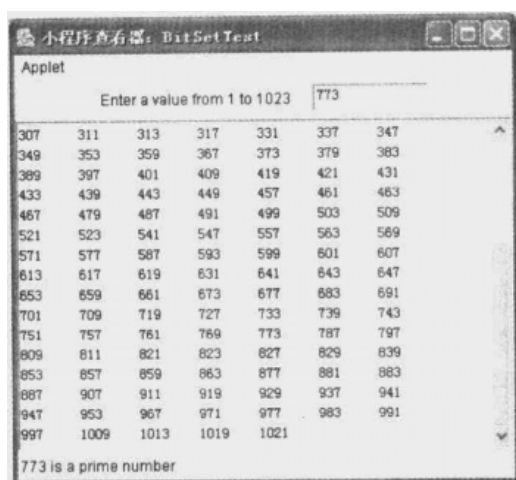 小程序查看器: BitSetTest
Applet
Enter a value from 1 to 1023 773
307 311 313 317 331 337 347
349 353 359 367 373 379 383
389 397 401 409 419 421 431
433 439 443 449 457 461 463
467 479 487 491 499 503 509
521 523 541 547 557 563 569
571 577 587 593 599 601 607
613 617 619 631 641 643 647
653 659 661 673 677 683 691
701 709 719 727 733 739 743
751 757 761 769 773 787 797
809 811 821 823 827 829 839
853 857 859 863 877 881 883
887 907 911 919 929 937 941
947 953 967 971 977 983 991
997 1009 1013 1019 1021
773 is a prime number